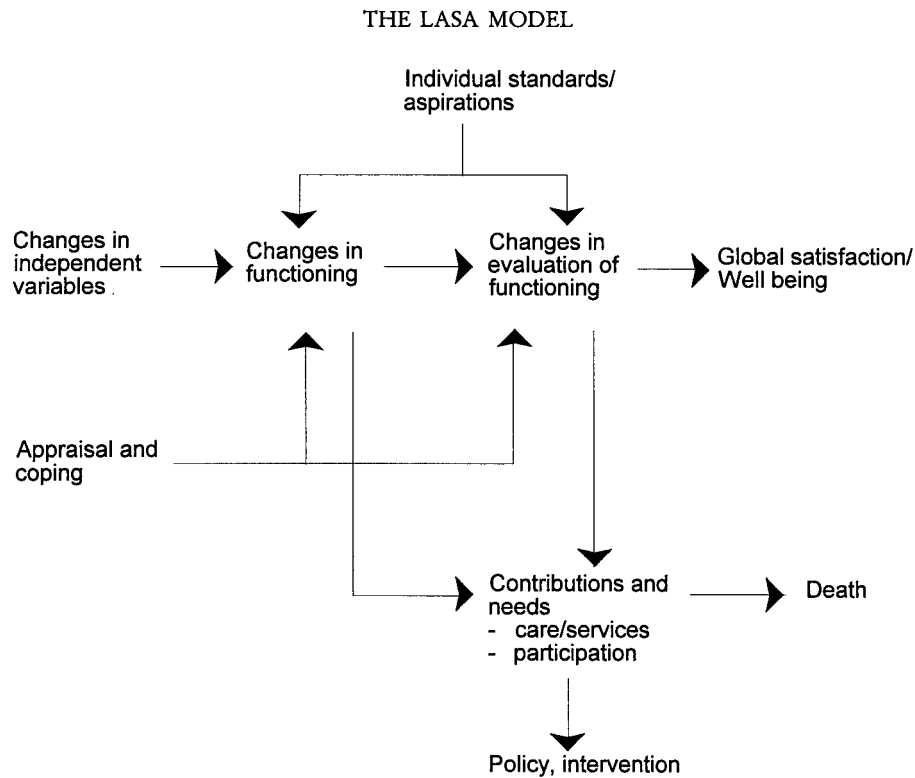 THE LASA MODEL
Individual standards/
aspirations
Changes in
independent
variables
Changes in
functioning
Changes in
evaluation of
functioning
Global satisfaction/
Well being
Appraisal and
coping
Contributions and
needs
- care/services
- participation
Death
Policy, intervention